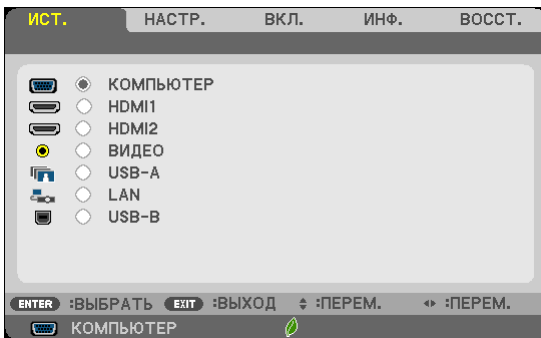 ИСТ. НАСТР. ВКЛ. ИНФ. ВОССТ.
КОМПЬЮТЕР
HDMI1
HDMI2
ВИДЕО
USB-A
LAN
USB-B
ENTER :ВЫБРАТЬ EXIT :ВЫХОД :ПЕРЕМ. :ПЕРЕМ.
КОМПЬЮТЕР